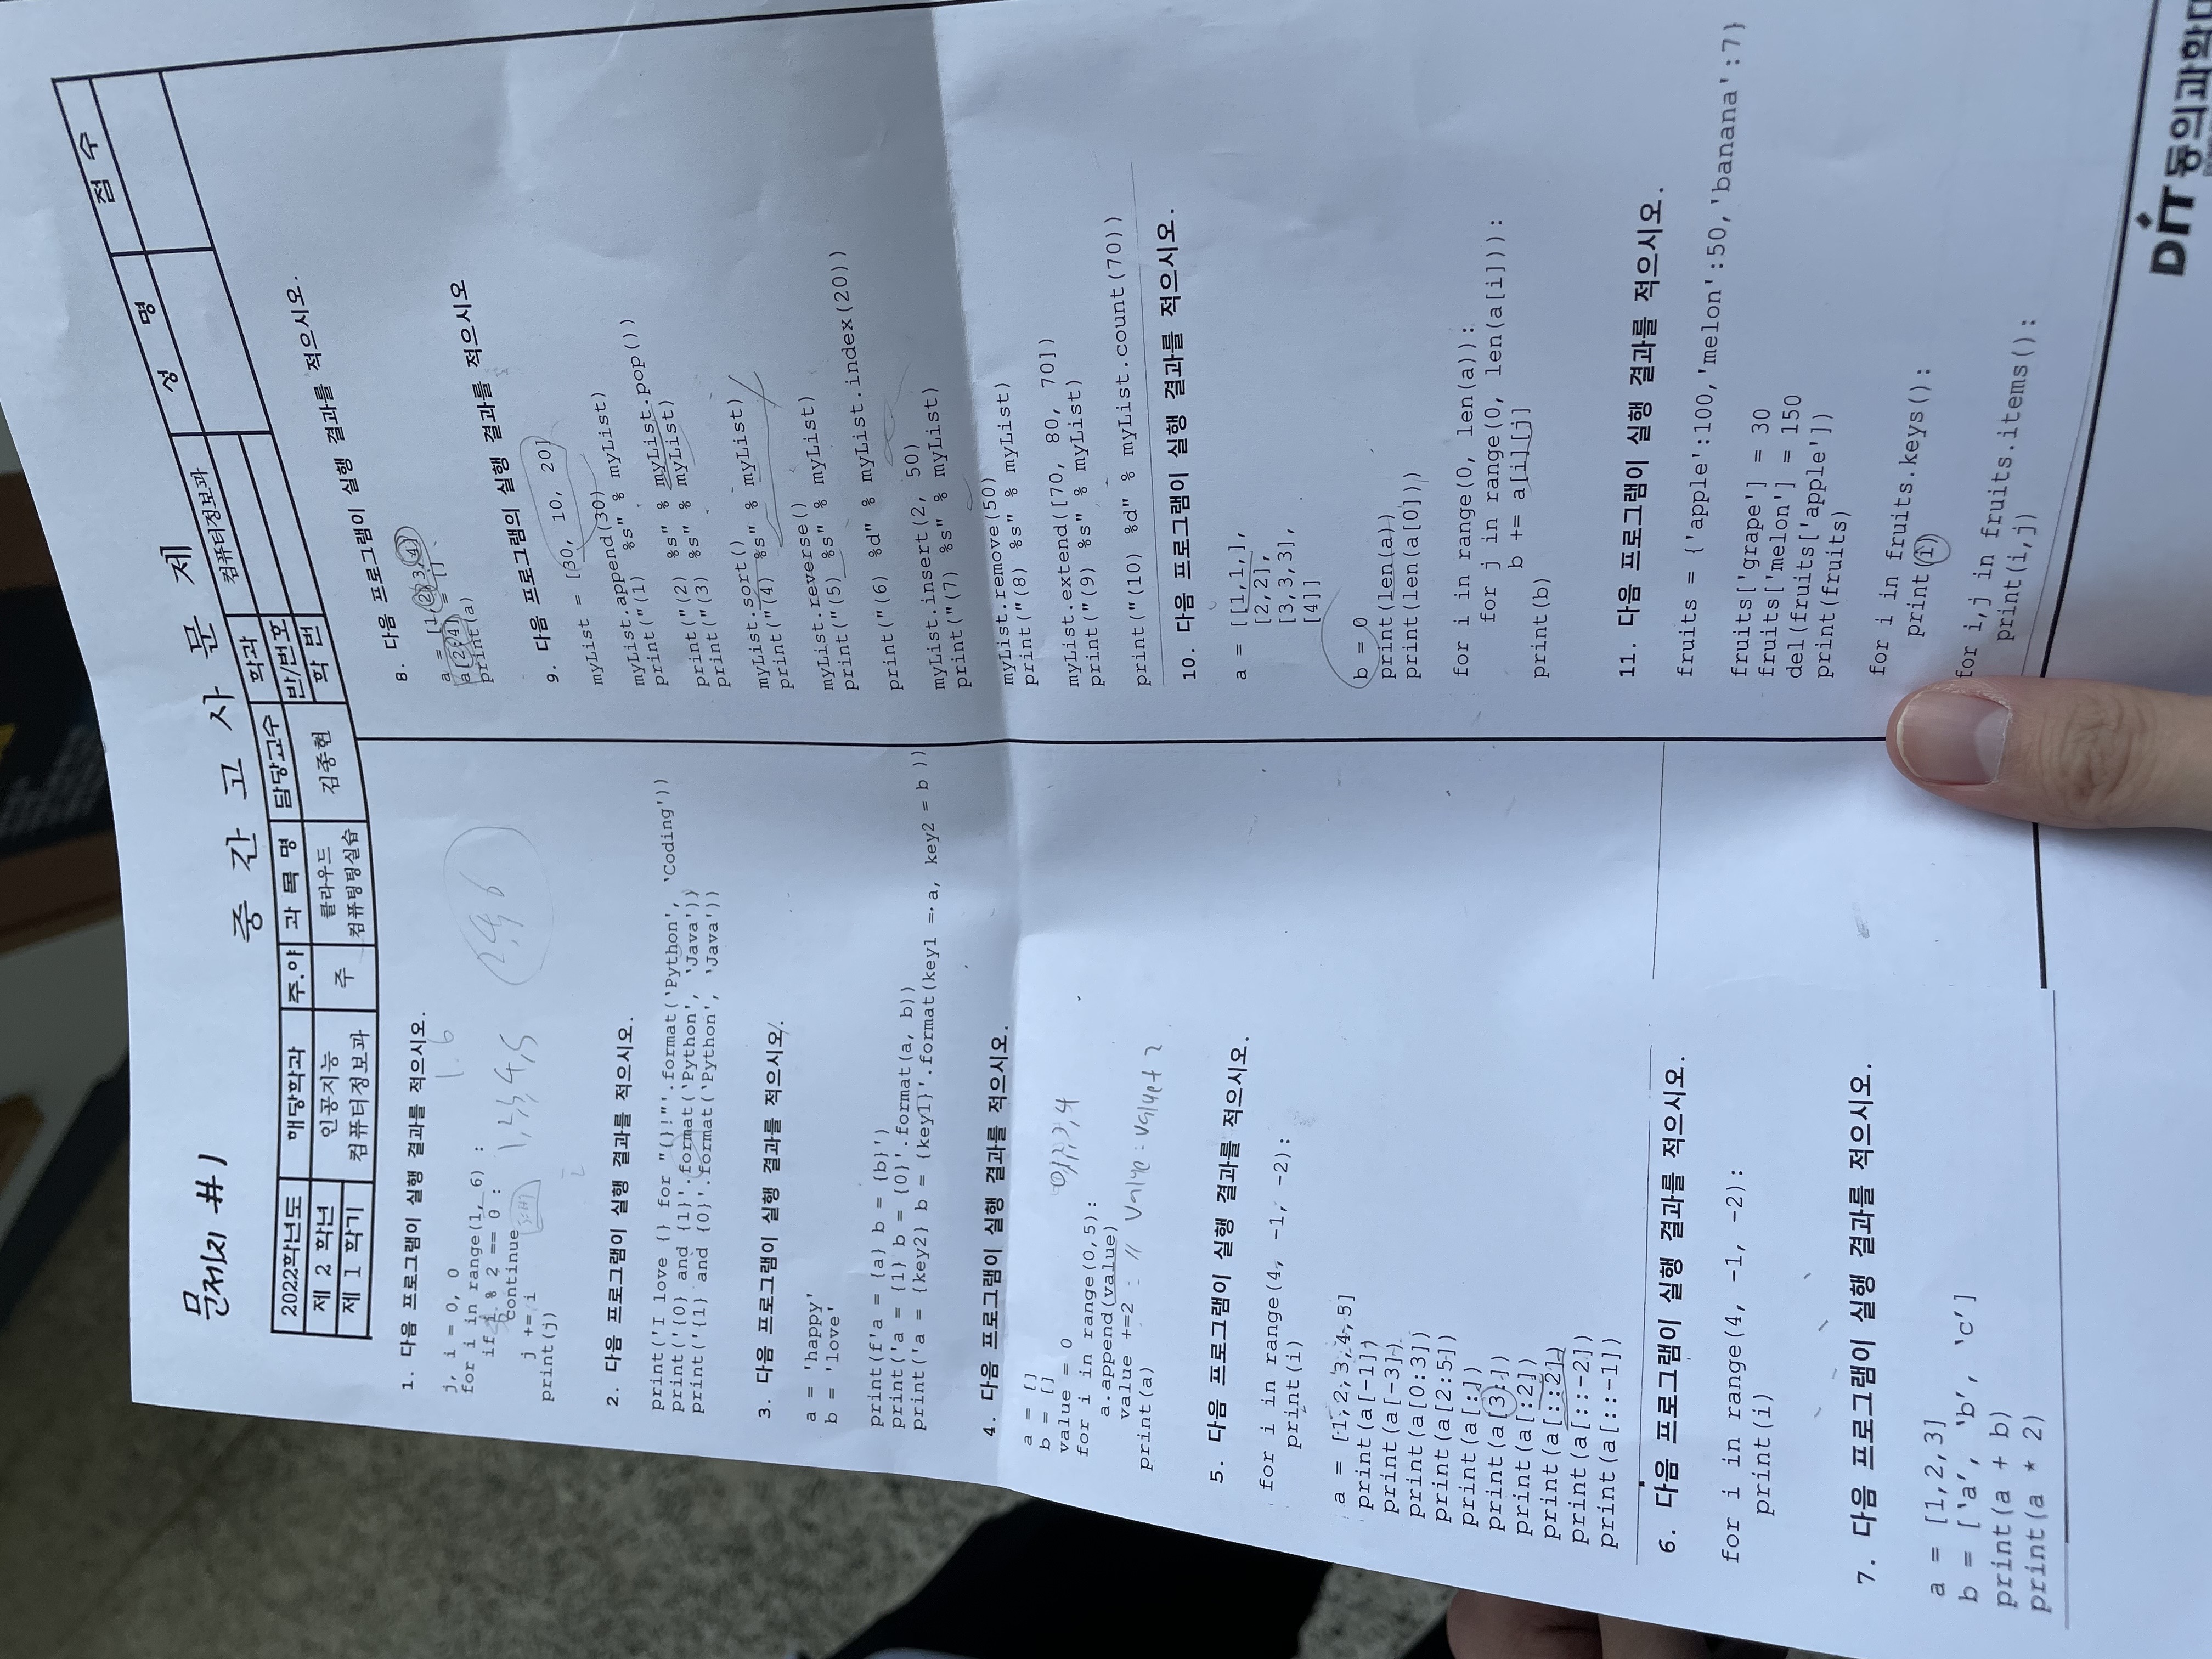 문제지 #1
중 간 고 사 문 제
2022학년도 해당학과 주.야 과 목 명 담당교수 학과 컴퓨터정보과 성 명 점 수
제 2 학년 인공지능 주 클라우드 김종현 반/번호
제 1 학기 컴퓨터정보과 컴퓨팅팅실습 학 번
1. 다음 프로그램이 실행 결과를 적으시오.
1.6
j, i = 0, 0
for i in range(1, 6) :
if i % 2 == 0 :
continue
1,2,3,4,5
2,4,6
j += i
print(j)
2. 다음 프로그램이 실행 결과를 적으시오.
print('I love {} for "{}!"'.format(‘Python', ‘Coding'))
print('{0} and {1}'.format(‘Python', ‘Java'))
print('{1} and {0}'.format(‘Python', ‘Java'))
3. 다음 프로그램이 실행 결과를 적으시오.
a = 'happy'
b = 'love'
print(f'a = {a} b = {b}')
print('a = {1} b = {0}'.format(a, b))
print('a = {key2} b = {key1}'.format(key1 = a, key2 = b ))
4. 다음 프로그램이 실행 결과를 적으시오.
a = []
b = []
value = 0
0,1,2,3,4
for i in range(0,5):
a.append(value)
value +=2 // value = value+2
print(a)
5. 다음 프로그램이 실행 결과를 적으시오.
for i in range(4, -1, -2):
print(i)
a = [1,2,3,4,5]
print(a[-1])
print(a[-3])
print(a[0:3])
print(a[2:5])
print(a[:])
print(a[3:])
print(a[:2])
print(a[::2])
print(a[::-2])
print(a[::-1])
6. 다음 프로그램이 실행 결과를 적으시오.
for i in range(4, -1, -2):
print(i)
7. 다음 프로그램이 실행 결과를 적으시오.
a = [1,2,3]
b = [‘a’, ‘b’, ‘c’]
print(a + b)
print(a * 2)
8. 다음 프로그램이 실행 결과를 적으시오.
a = [1,2,3,4]
a[2:4] = []
print(a)
9. 다음 프로그램의 실행 결과를 적으시오
myList = [30, 10, 20]
myList.append(30)
print("(1) %s" % myList)
print("(2) %s" % myList.pop())
print("(3) %s" % myList)
myList.sort()
print("(4) %s" % myList)
myList.reverse()
print("(5) %s" % myList)
print("(6) %d" % myList.index(20))
myList.insert(2, 50)
print("(7) %s" % myList)
myList.remove(50)
print("(8) %s" % myList)
myList.extend([70, 80, 70])
print("(9) %s" % myList)
print("(10) %d" % myList.count(70))
10. 다음 프로그램이 실행 결과를 적으시오.
a = [[1,1,],
[2,2],
[3,3,3],
[4]]
b = 0
print(len(a))
print(len(a[0]))
for i in range(0, len(a)):
for j in range(0, len(a[i])):
b += a[i][j]
print(b)
11. 다음 프로그램이 실행 결과를 적으시오.
fruits = {'apple':100,'melon':50,'banana':7}
fruits['grape'] = 30
fruits['melon'] = 150
del(fruits['apple'])
print(fruits)
for i in fruits.keys():
print(i)
for i,j in fruits.items():
print(i,j)
DIT 동의과학대